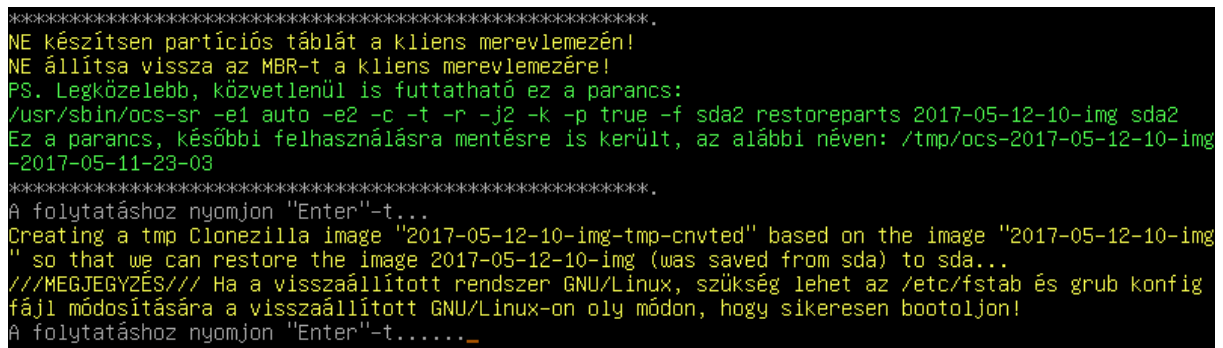 *****************************************************.
NE készítsen partíciós táblát a kliens merevlemezén!
NE állítsa vissza az MBR-t a kliens merevlemezére!
PS. Legközelebb, közvetlenül is futtatható ez a parancs:
/usr/sbin/ocs-sr -e1 auto -e2 -c -t -r -j2 -k -p true -f sda2 restoreparts 2017-05-12-10-img sda2
Ez a parancs, későbbi felhasználásra mentésre is került, az alábbi néven: /tmp/ocs-2017-05-12-10-img
-2017-05-11-23-03
*****************************************************.
A folytatáshoz nyomjon "Enter"-t...
Creating a tmp Clonezilla image "2017-05-12-10-img-tmp-cnvted" based on the image "2017-05-12-10-img
" so that we can restore the image 2017-05-12-10-img (was saved from sda) to sda...
///MEGJEGYZÉS/// Ha a visszaállított rendszer GNU/Linux, szükség lehet az /etc/fstab és grub konfig
fájl módosítására a visszaállított GNU/Linux-on oly módon, hogy sikeresen bootoljon!
A folytatáshoz nyomjon "Enter"-t......_